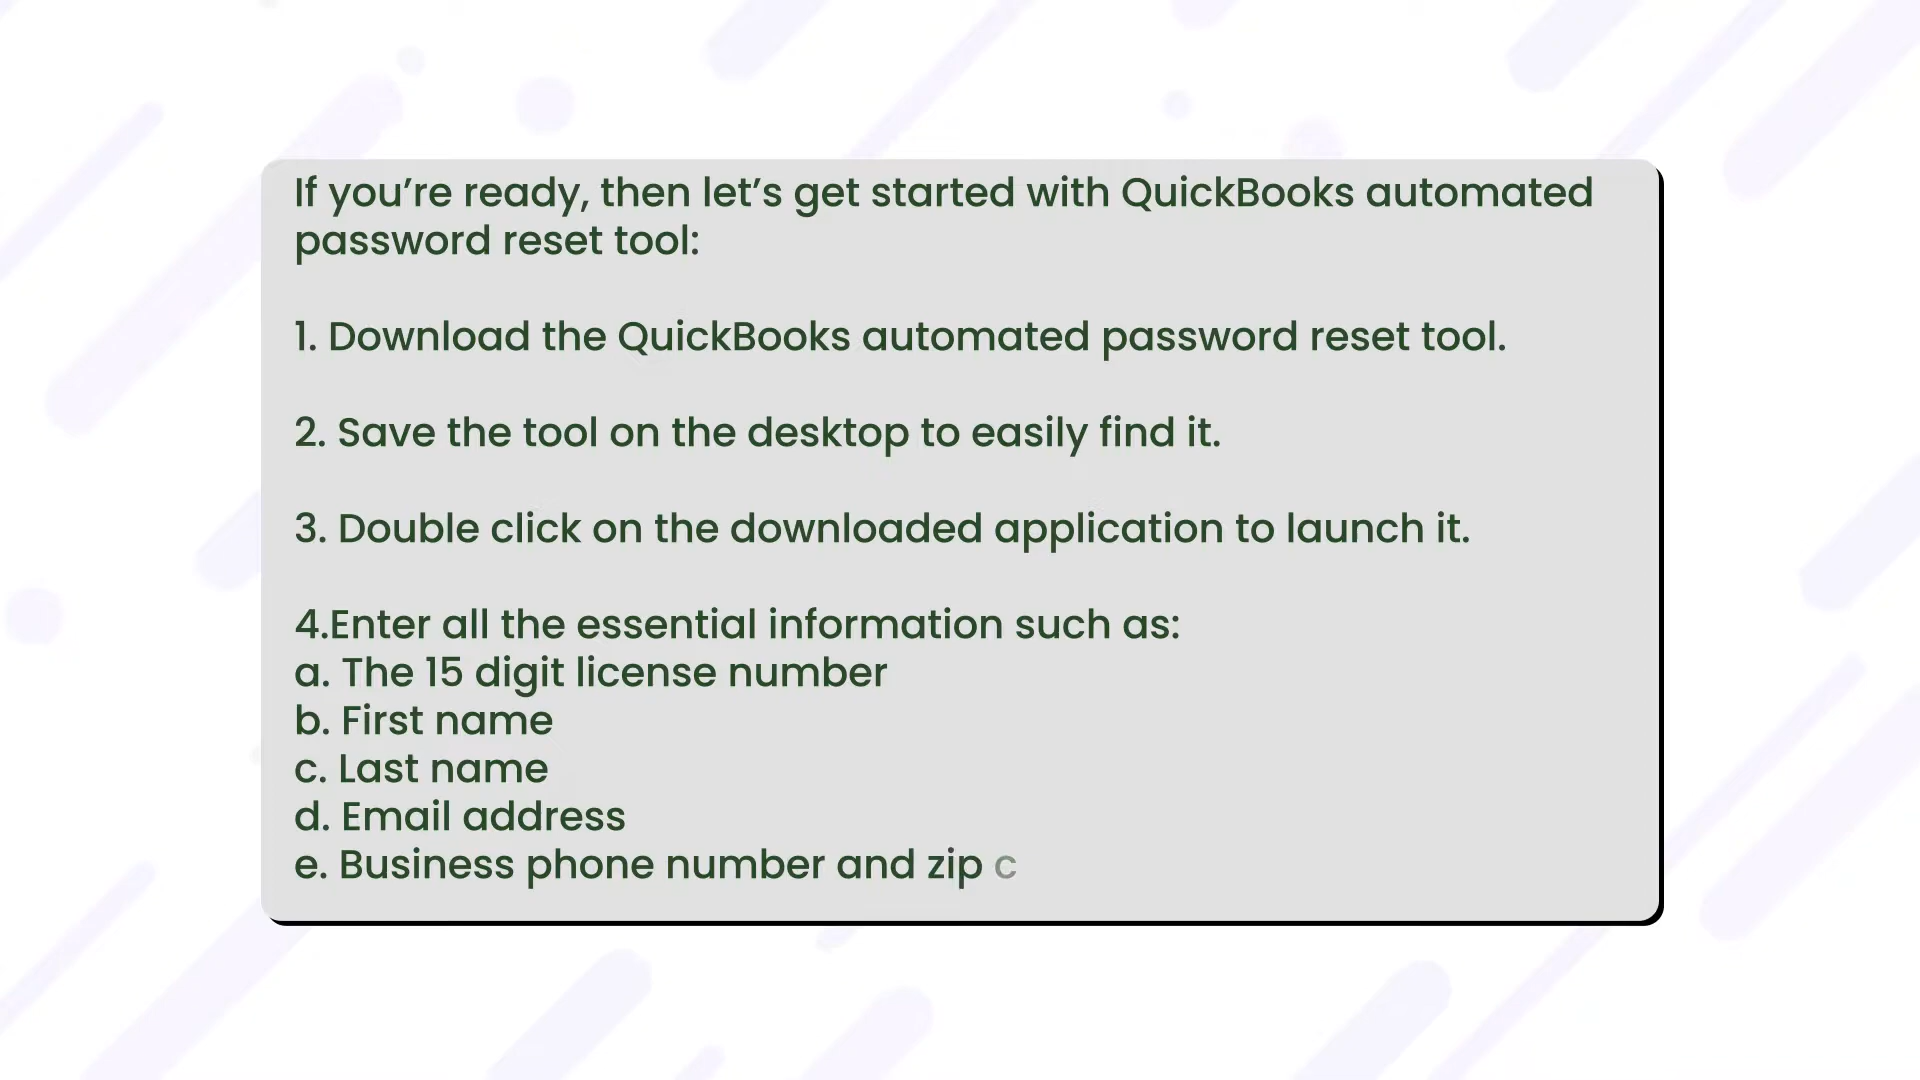 If you’re ready, then let’s get started with QuickBooks automated
password reset tool:
1. Download the QuickBooks automated password reset tool.
2. Save the tool on the desktop to easily find it.
3. Double click on the downloaded application to launch it.
4.Enter all the essential information such as:
a. The 15 digit license number
b. First name
c. Last name
d. Email address
e. Business phone number and zip c